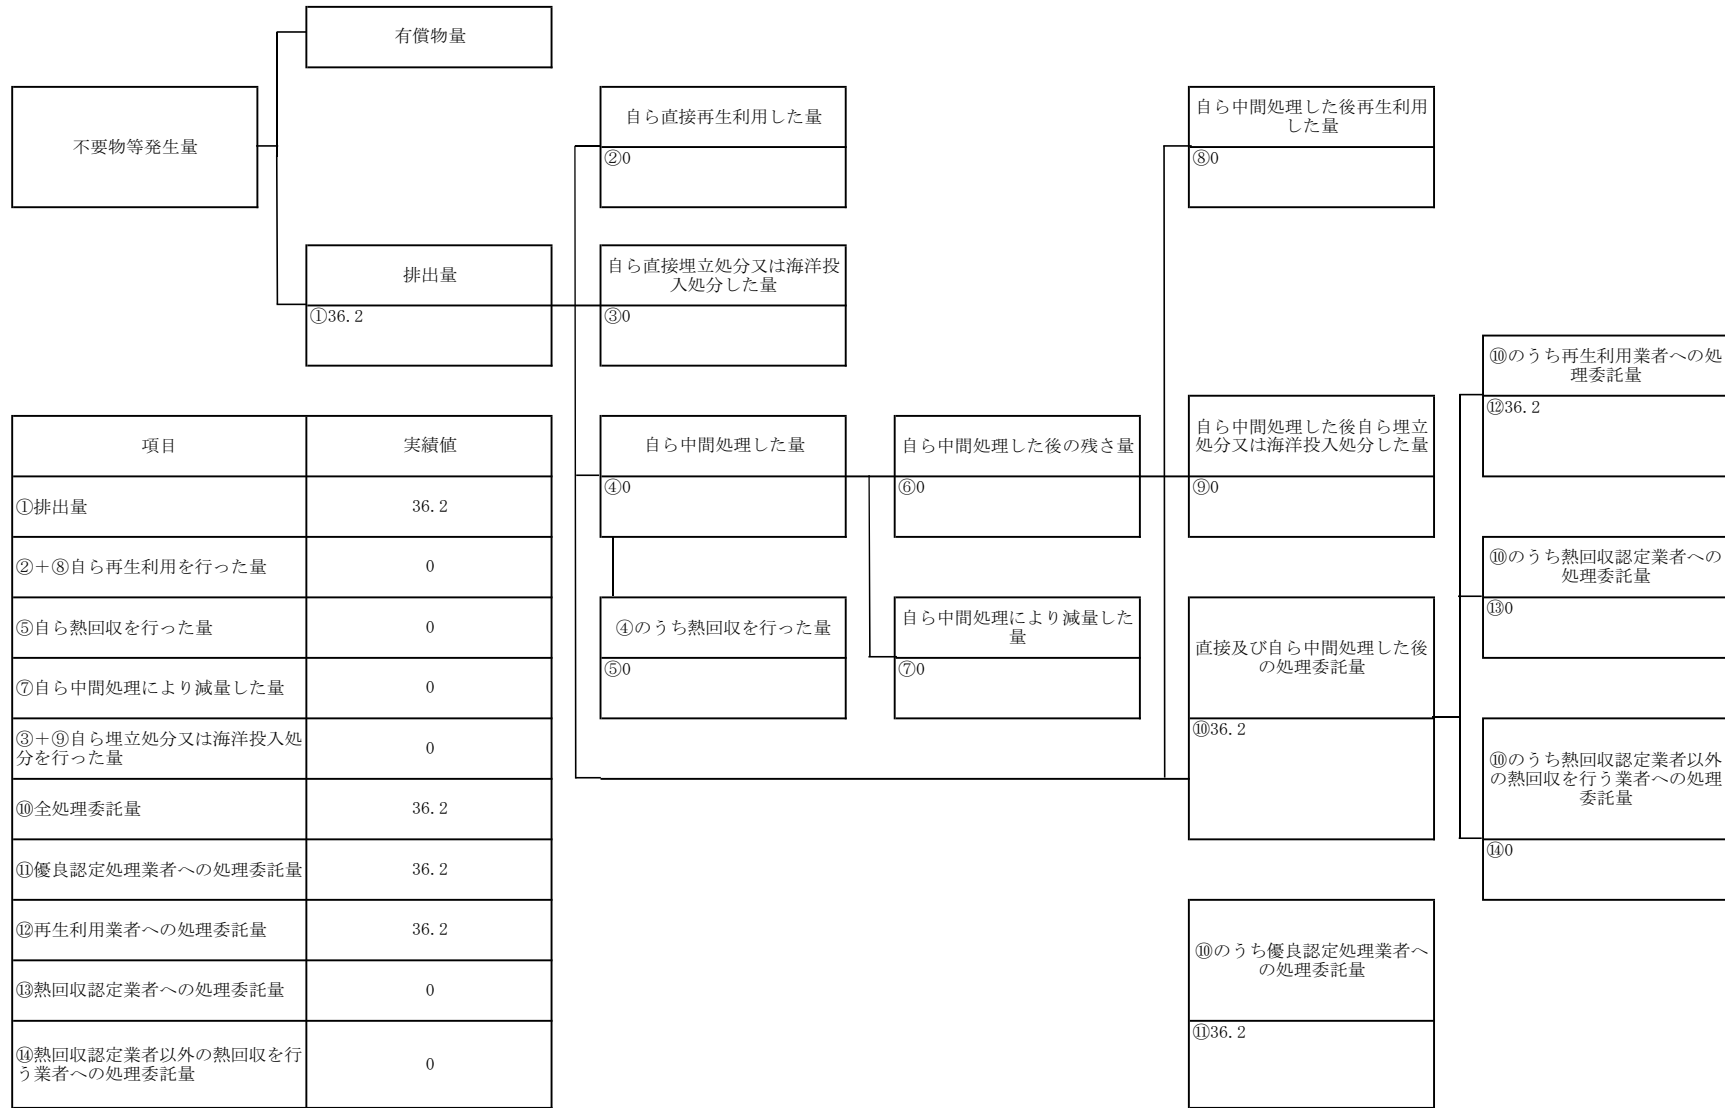 有償物量
不要物等発生量
自ら直接再生利用した量
②0
自ら中間処理した後再生利用
した量
⑧0
排出量
①36.2
自ら直接埋立処分又は海洋投
入処分した量
③0
⑩のうち再生利用業者への処
理委託量
⑫36.2
自ら中間処理した量
④0
自ら中間処理した後の残さ量
⑥0
自ら中間処理した後自ら埋立
処分又は海洋投入処分した量
⑨0
⑩のうち熱回収認定業者への
処理委託量
⑬0
④のうち熱回収を行った量
⑤0
自ら中間処理により減量した
量
⑦0
直接及び自ら中間処理した後
の処理委託量
⑩36.2
⑩のうち熱回収認定業者以外
の熱回収を行う業者への処理
委託量
⑭0
⑩のうち優良認定処理業者へ
の処理委託量
⑪36.2
項目 実績値
①排出量 36.2
②＋⑧自ら再生利用を行った量 0
⑤自ら熱回収を行った量 0
⑦自ら中間処理により減量した量 0
③＋⑨自ら埋立処分又は海洋投入処
分を行った量 0
⑩全処理委託量 36.2
⑪優良認定処理業者への処理委託量 36.2
⑫再生利用業者への処理委託量 36.2
⑬熱回収認定業者への処理委託量 0
⑭熱回収認定業者以外の熱回収を行
う業者への処理委託量 0